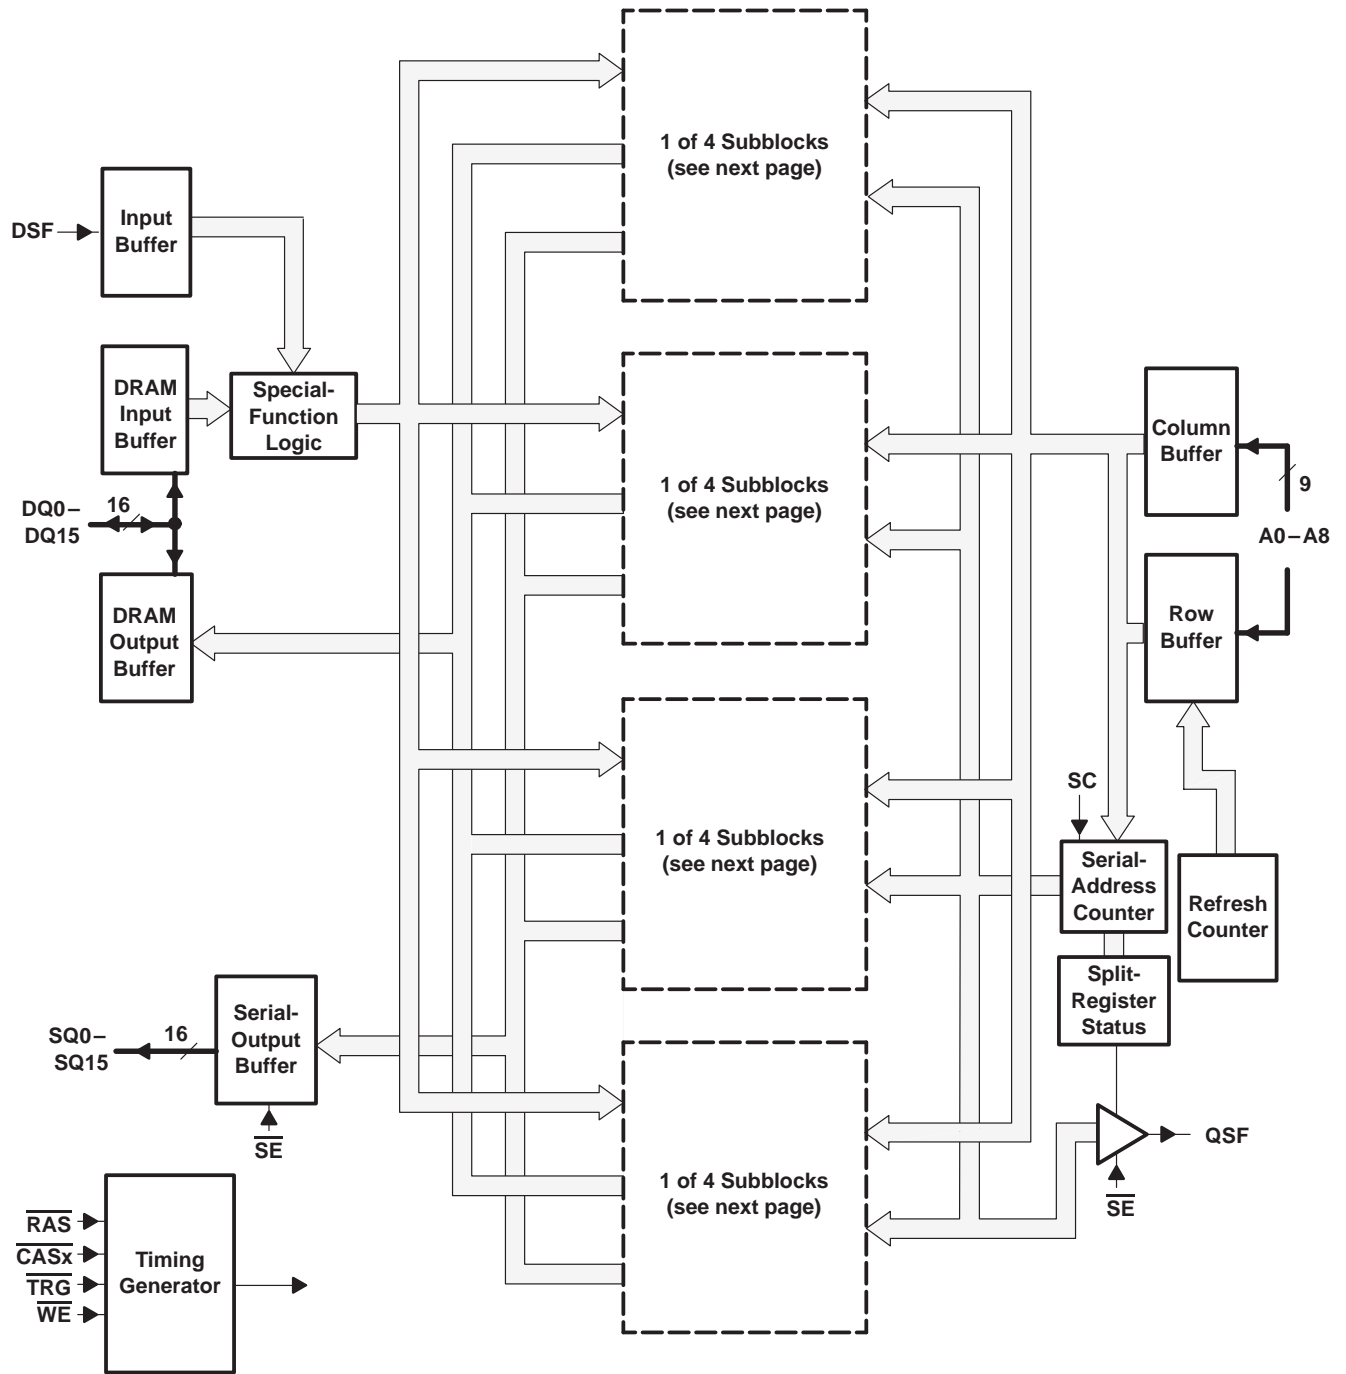 1 of 4 Subblocks
(see next page)
DSF
Input
Buffer
DRAM
Input
Buffer
Special-
Function
Logic
1 of 4 Subblocks
(see next page)
Column
Buffer
9
DQ0–
DQ15
16
A0–A8
DRAM
Output
Buffer
Row
Buffer
SC
1 of 4 Subblocks
(see next page)
Serial-
Address
Counter
Refresh
Counter
Split-
Register
Status
SQ0–
SQ15
16
Serial-
Output
Buffer
SE
QSF
SE
1 of 4 Subblocks
(see next page)
RAS
CASx
TRG
WE
Timing
Generator